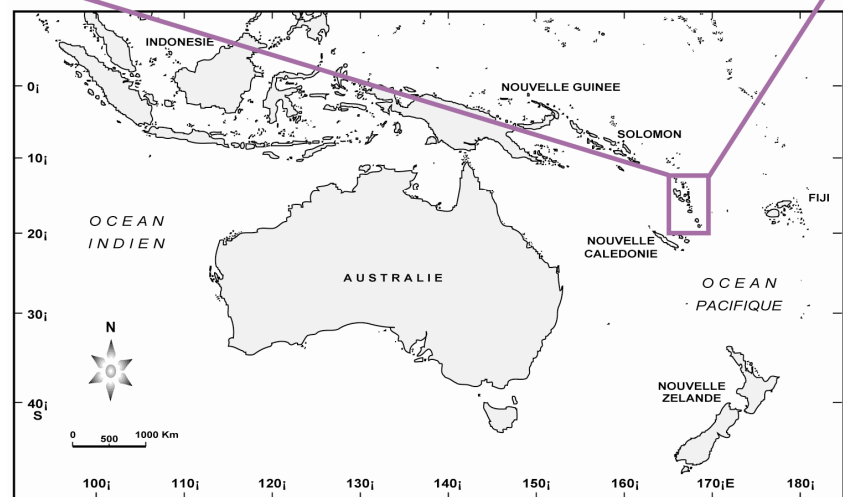 INDONESIE
0¡
NOUVELLE GUINEE
SOLOMON
10¡
FIJI
OCEAN
INDIEN
20¡
NOUVELLE
CALEDONIE
AUSTRALIE
OCEAN
PACIFIQUE
30¡
N
NOUVELLE
ZELANDE
40¡
S
0 500 1000 Km
100¡ 110¡ 120¡ 130¡ 140¡ 150¡ 160¡ 170¡E 180¡